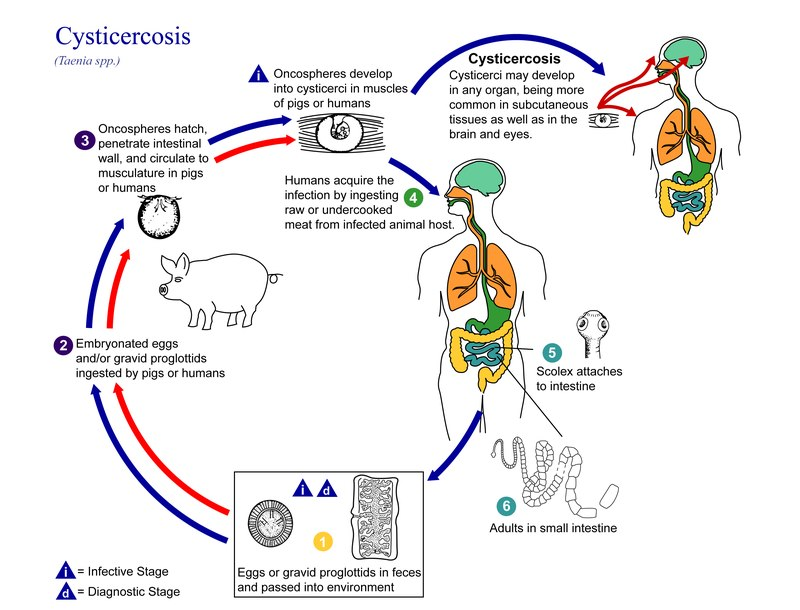 Cysticercosis
(Taenia spp.)
i
Oncospheres develop
into cysticerci in muscles
of pigs or humans
Cysticercosis
Cysticerci may develop
in any organ, being more
common in subcutaneous
tissues as well as in the
brain and eyes.
3
Oncospheres hatch,
penetrate intestinal
wall, and circulate to
musculature in pigs
or humans
Humans acquire the
infection by ingesting
raw or undercooked
meat from infected animal host.
4
2
Embryonated eggs
and/or gravid proglottids
ingested by pigs or humans
5
Scolex attaches
to intestine
6
Adults in small intestine
i d
1
Eggs or gravid proglottids in feces
and passed into environment
i = Infective Stage
d = Diagnostic Stage